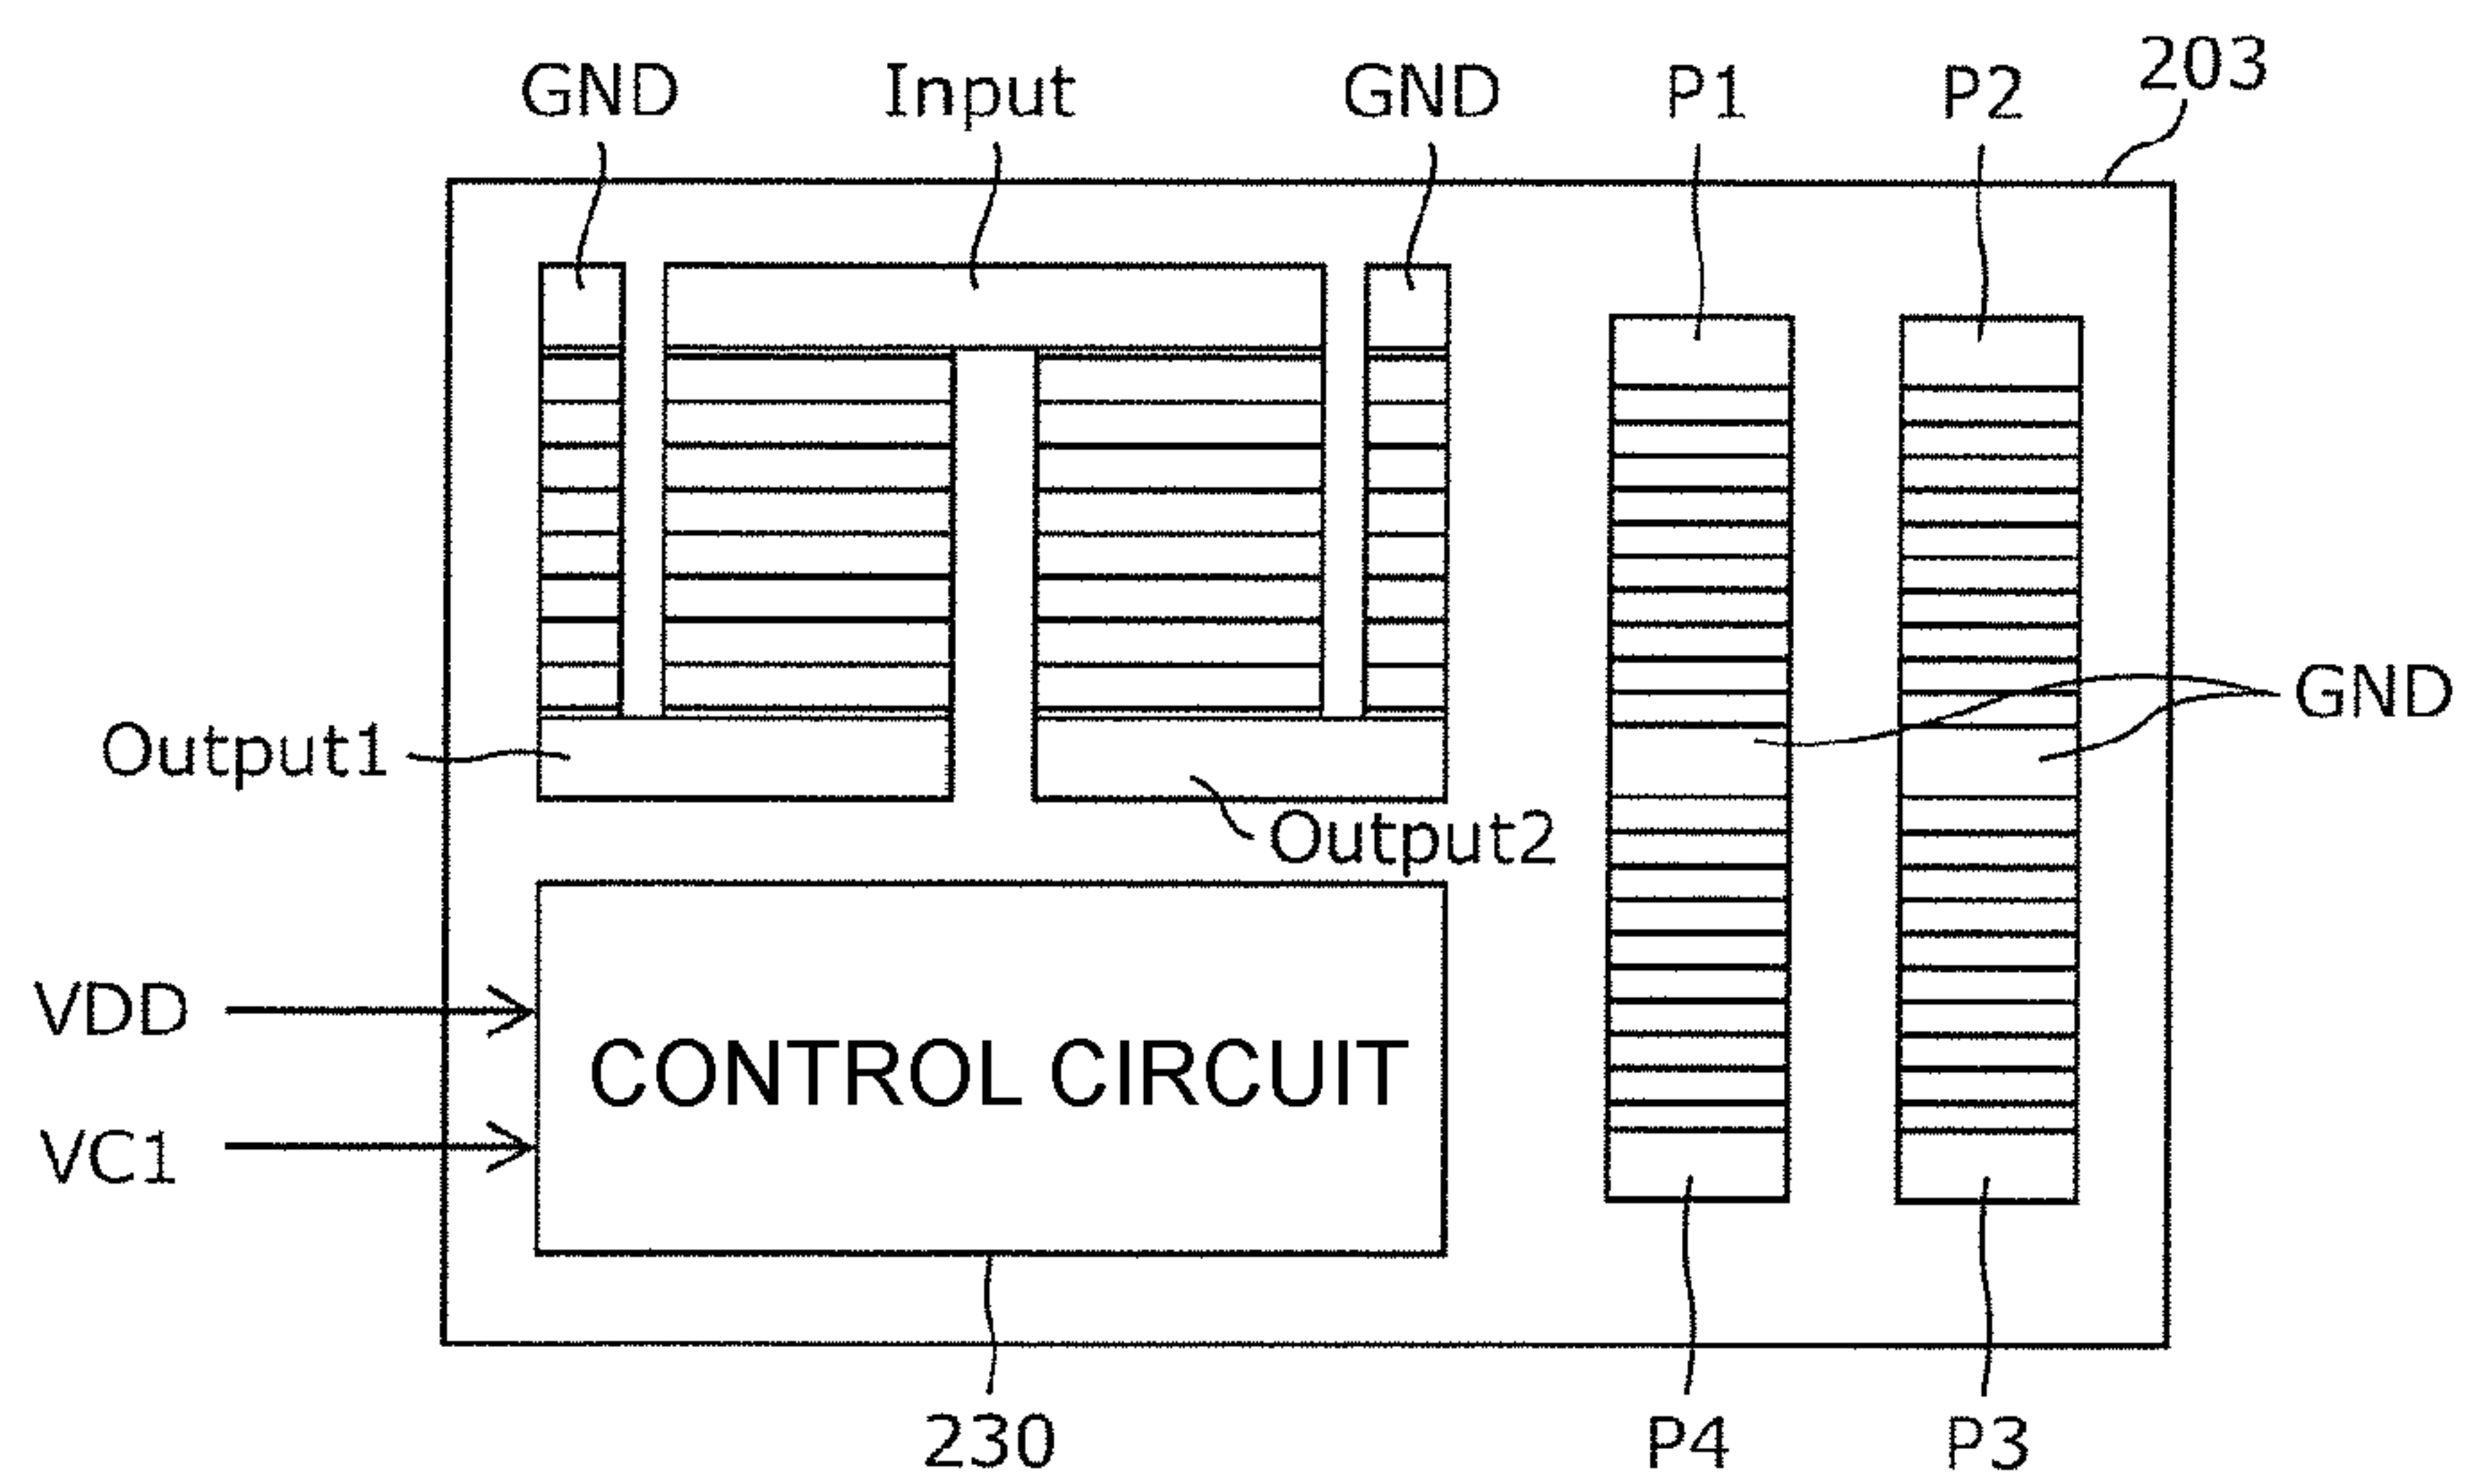 GND
Input
GND
P1
P2
203
GND
Output1
Output2
VDD
CONTROL CIRCUIT
VC1
230
P4
P3